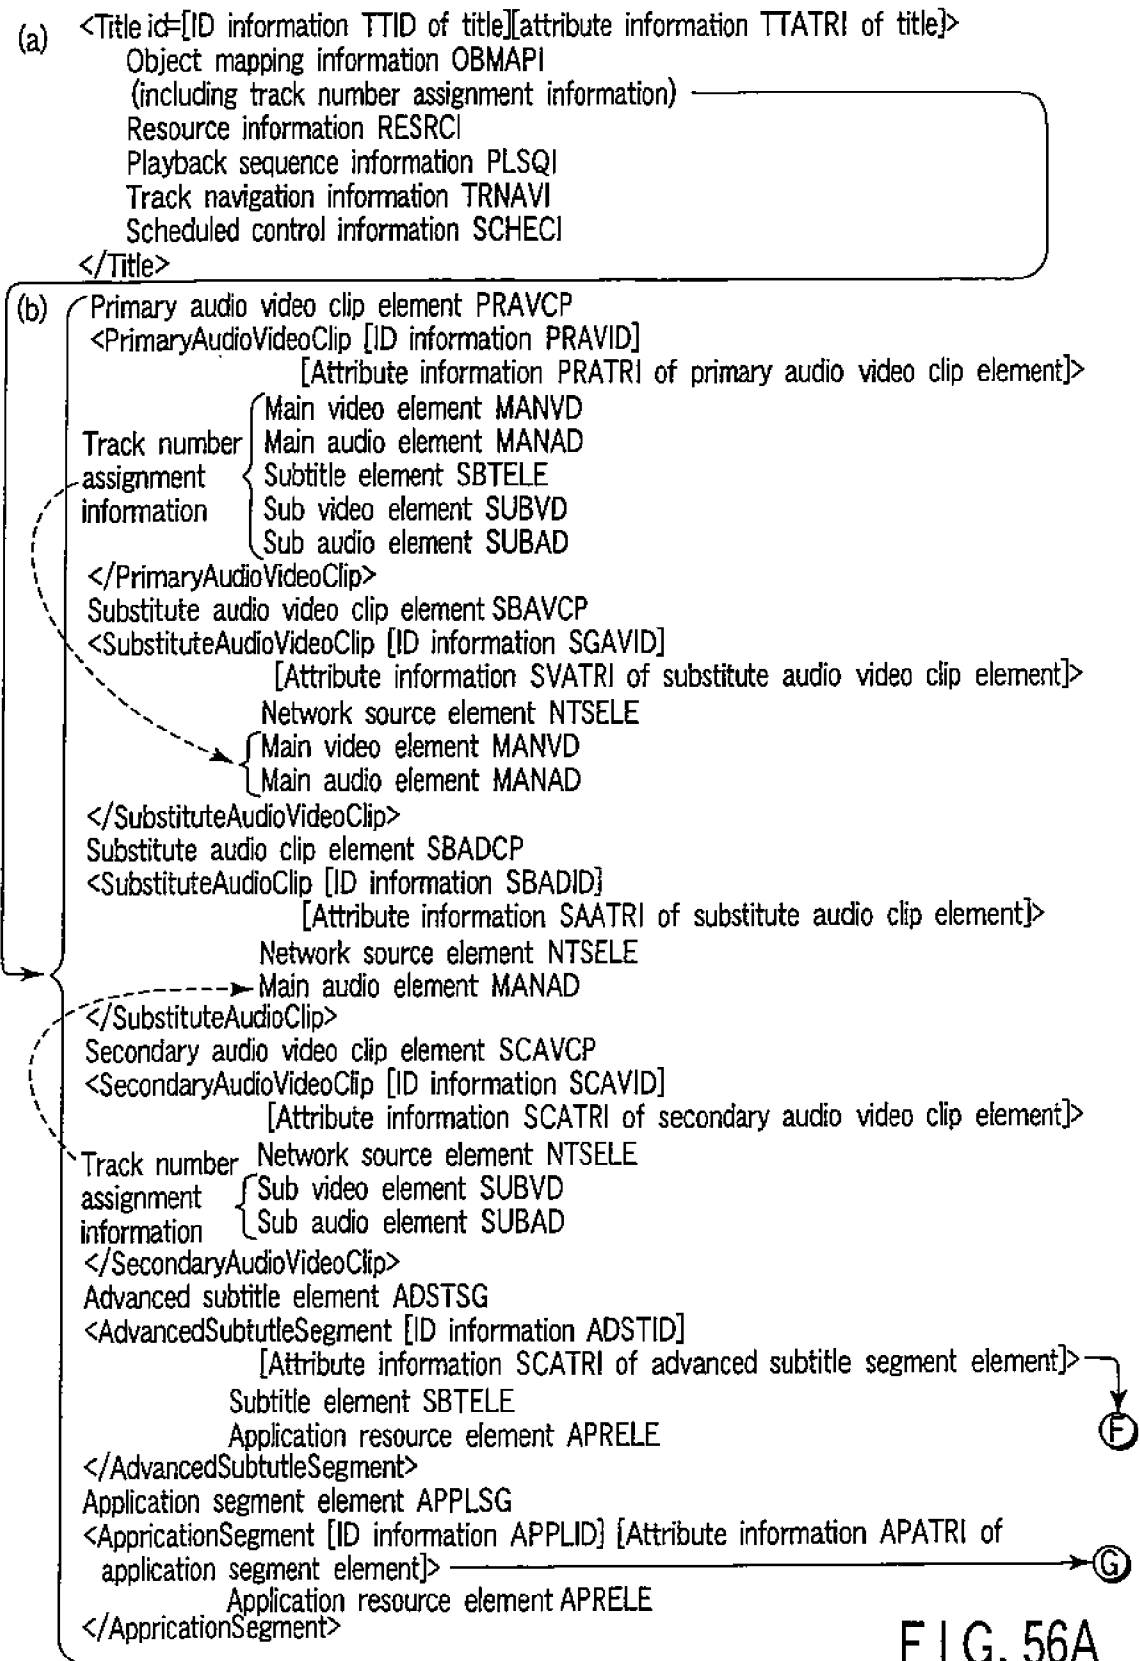 (a) <Title id=[ID information TTID of title][attribute information TTATRI of title]>
Object mapping information OBMAPI
(including track number assignment information)
Resource information RESRCI
Playback sequence information PLSQI
Track navigation information TRNAVI
Scheduled control information SCHECI
</Title>
(b) Primary audio video clip element PRAVCP
<PrimaryAudioVideoClip [ID information PRAVID]
[Attribute information PRATRI of primary audio video clip element]>
Main video element MANVD
Track number Main audio element MANAD
assignment Subtitle element SBTELE
information Sub video element SUBVD
Sub audio element SUBAD
</PrimaryAudioVideoClip>
Substitute audio video clip element SBAVCP
<SubstituteAudioVideoClip [ID information SGAVID]
[Attribute information SVATRI of substitute audio video clip element]>
Network source element NTSELE
Main video element MANVD
Main audio element MANAD
</SubstituteAudioVideoClip>
Substitute audio clip element SBADCP
<SubstituteAudioClip [ID information SBADID]
[Attribute information SAATRI of substitute audio clip element]>
Network source element NTSELE
Main audio element MANAD
</SubstituteAudioClip>
Secondary audio video clip element SCAVCP
<SecondaryAudioVideoClip [ID information SCAVID]
[Attribute information SCATRI of secondary audio video clip element]>
Track number Network source element NTSELE
assignment Sub video element SUBVD
information Sub audio element SUBAD
</SecondaryAudioVideoClip>
Advanced subtitle element ADSTSG
<AdvancedSubtutleSegment [ID information ADSTID]
[Attribute information SCATRI of advanced subtitle segment element]>
Subtitle element SBTELE
F
Application resource element APRELE
</AdvancedSubtutleSegment>
Application segment element APPLSG
<AppricationSegment [ID information APPLID] [Attribute information APATRI of
application segment element]> G
Application resource element APRELE
</AppricationSegment>
FIG. 56A